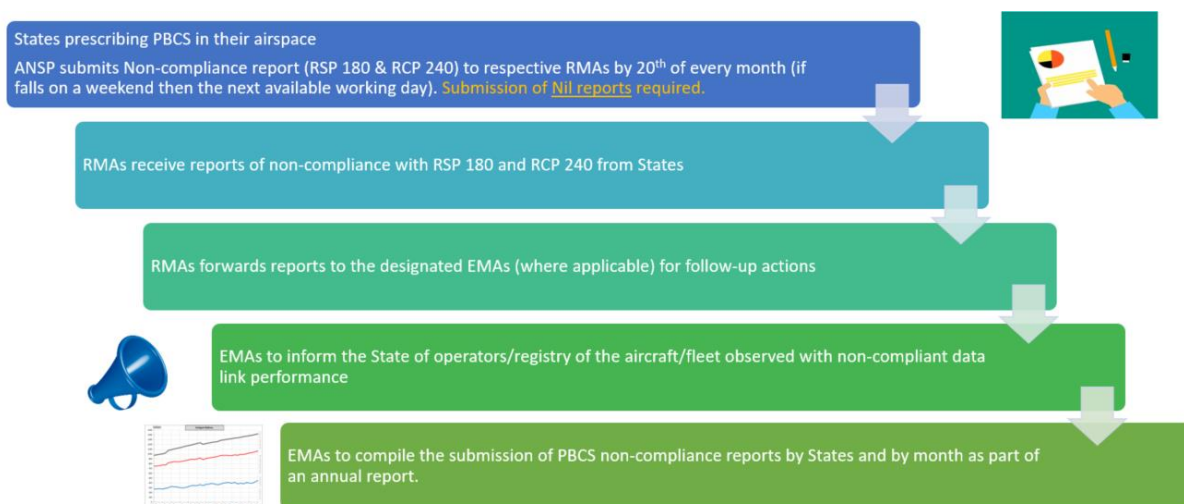 States prescribing PBCS in their airspace
ANSP submits Non-compliance report (RSP 180 & RCP 240) to respective RMAs by 20th of every month (if
falls on a weekend then the next available working day). Submission of Nil reports required.
RMAs receive reports of non-compliance with RSP 180 and RCP 240 from States
RMAs forwards reports to the designated EMAs (where applicable) for follow-up actions
EMAs to inform the State of operators/registry of the aircraft/fleet observed with non-compliant data
link performance
EMAs to compile the submission of PBCS non-compliance reports by States and by month as part of
an annual report.